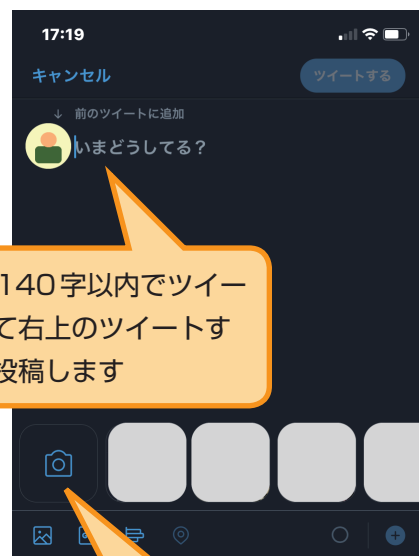 17:19
キャンセル
ツイートする
↓ 前のツイートに追加
いまどうしてる？
140字以内でツイー
て右上のツイートす
投稿します